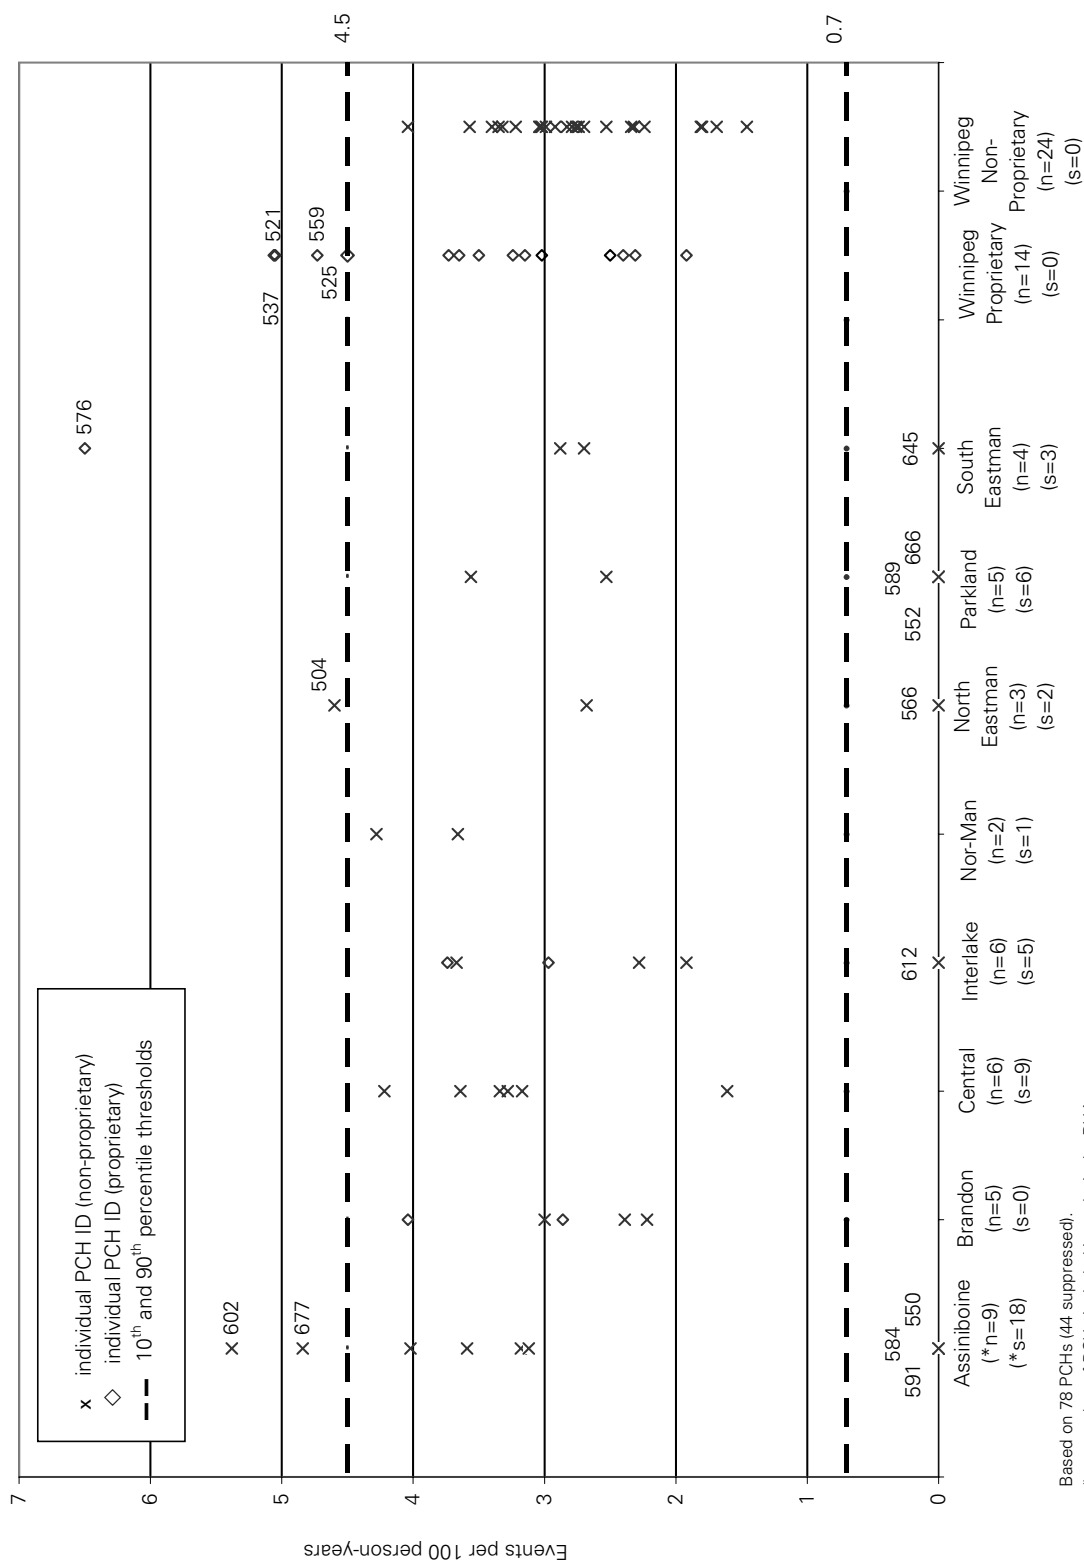 Events per 100 person-years
7
6
5
4
3
2
1
0
x individual PCH ID (non-proprietary)
◇ individual PCH ID (proprietary)
10th and 90th percentile thresholds
4.5
0.7
602
677
591
584
550
612
504
566
552
589
666
576
645
537
521
559
525
Assiniboine
(*n=9)
(*s=18)
Brandon
(n=5)
(s=0)
Central
(n=6)
(s=9)
Interlake
(n=6)
(s=5)
Nor-Man
(n=2)
(s=1)
North
Eastman
(n=3)
(s=2)
Parkland
(n=5)
(s=6)
South
Eastman
(n=4)
(s=3)
Winnipeg
Proprietary
(n=14)
(s=0)
Winnipeg
Non-
Proprietary
(n=24)
(s=0)
Based on 78 PCHs (44 suppressed).